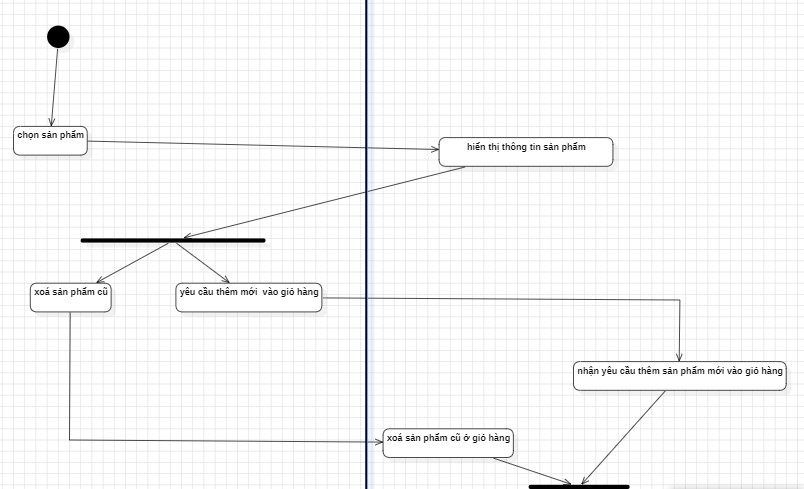 chọn sản phẩm
hiển thị thông tin sản phẩm
xoá sản phẩm cũ
yêu cầu thêm mới  vào giỏ hàng
nhận yêu cầu thêm sản phẩm mới vào giỏ hàng
xoá sản phẩm cũ ở giỏ hàng